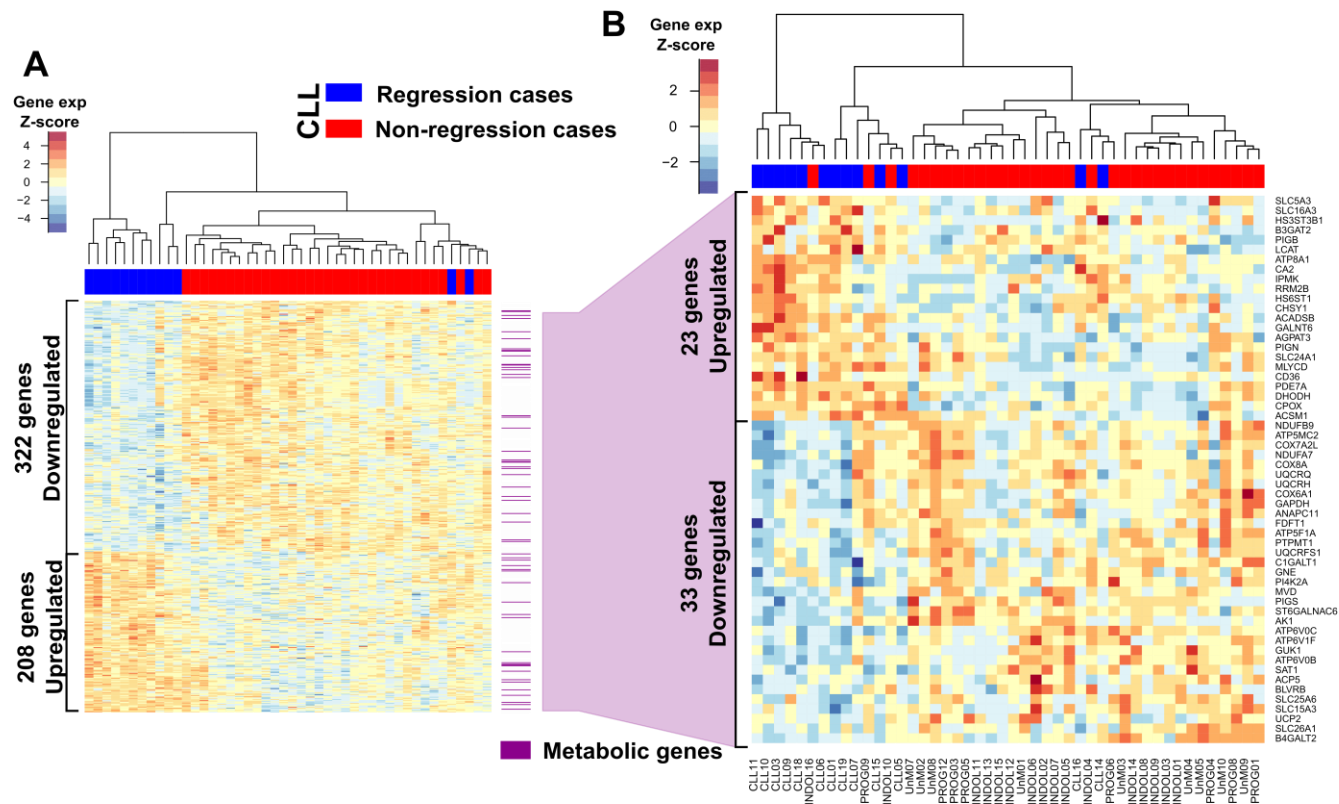 A
Gene exp
Z-score
4
2
0
−2
−4
CLL
Regression cases
Non-regression cases
322 genes
Downregulated
208 genes
Upregulated
Metabolic genes
B
Gene exp
Z-score
2
0
−2
23 genes
Upregulated
33 genes
Downregulated
SLC5A3
SLC16A3
HS3ST3B1
B3GAT2
PIGB
LCAT
ATP8A1
CA2
IPMK
RRM2B
HS6ST1
CHSY1
ACADSB
GALNT6
AGPAT3
PIGN
SLC24A1
MLYCD
CD36
PDE7A
DHODH
CPOX
ACSM1
NDUFB9
ATP5MC2
COX7A2L
NDUFA7
COX8A
UQCRQ
UQCRH
COX6A1
GAPDH
ANAPC11
FDFT1
ATP5F1A
PTPMT1
UQCRFS1
C1GALT1
GNE
PI4K2A
MVD
PIGS
ST6GALNAC6
AK1
ATP6V0C
ATP6V1F
GUK1
ATP6V0B
SAT1
ACP5
BLVRB
SLC25A6
SLC15A3
UCP2
SLC26A1
B4GALT2
CLL11
CLL10
CLL03
CLL09
CLL18
INDOL16
CLL06
CLL01
CLL19
CLL07
PROG09
CLL15
INDOL10
CLL05
UnM07
UnM02
UnM08
PROG12
PROG03
PROG05
INDOL11
INDOL13
INDOL15
INDOL12
UnM01
INDOL06
INDOL02
INDOL07
INDOL05
CLL16
INDOL04
CLL14
PROG06
UnM03
INDOL14
INDOL08
INDOL09
INDOL03
INDOL01
UnM04
UnM05
PROG04
UnM10
PROG08
UnM09
PROG01